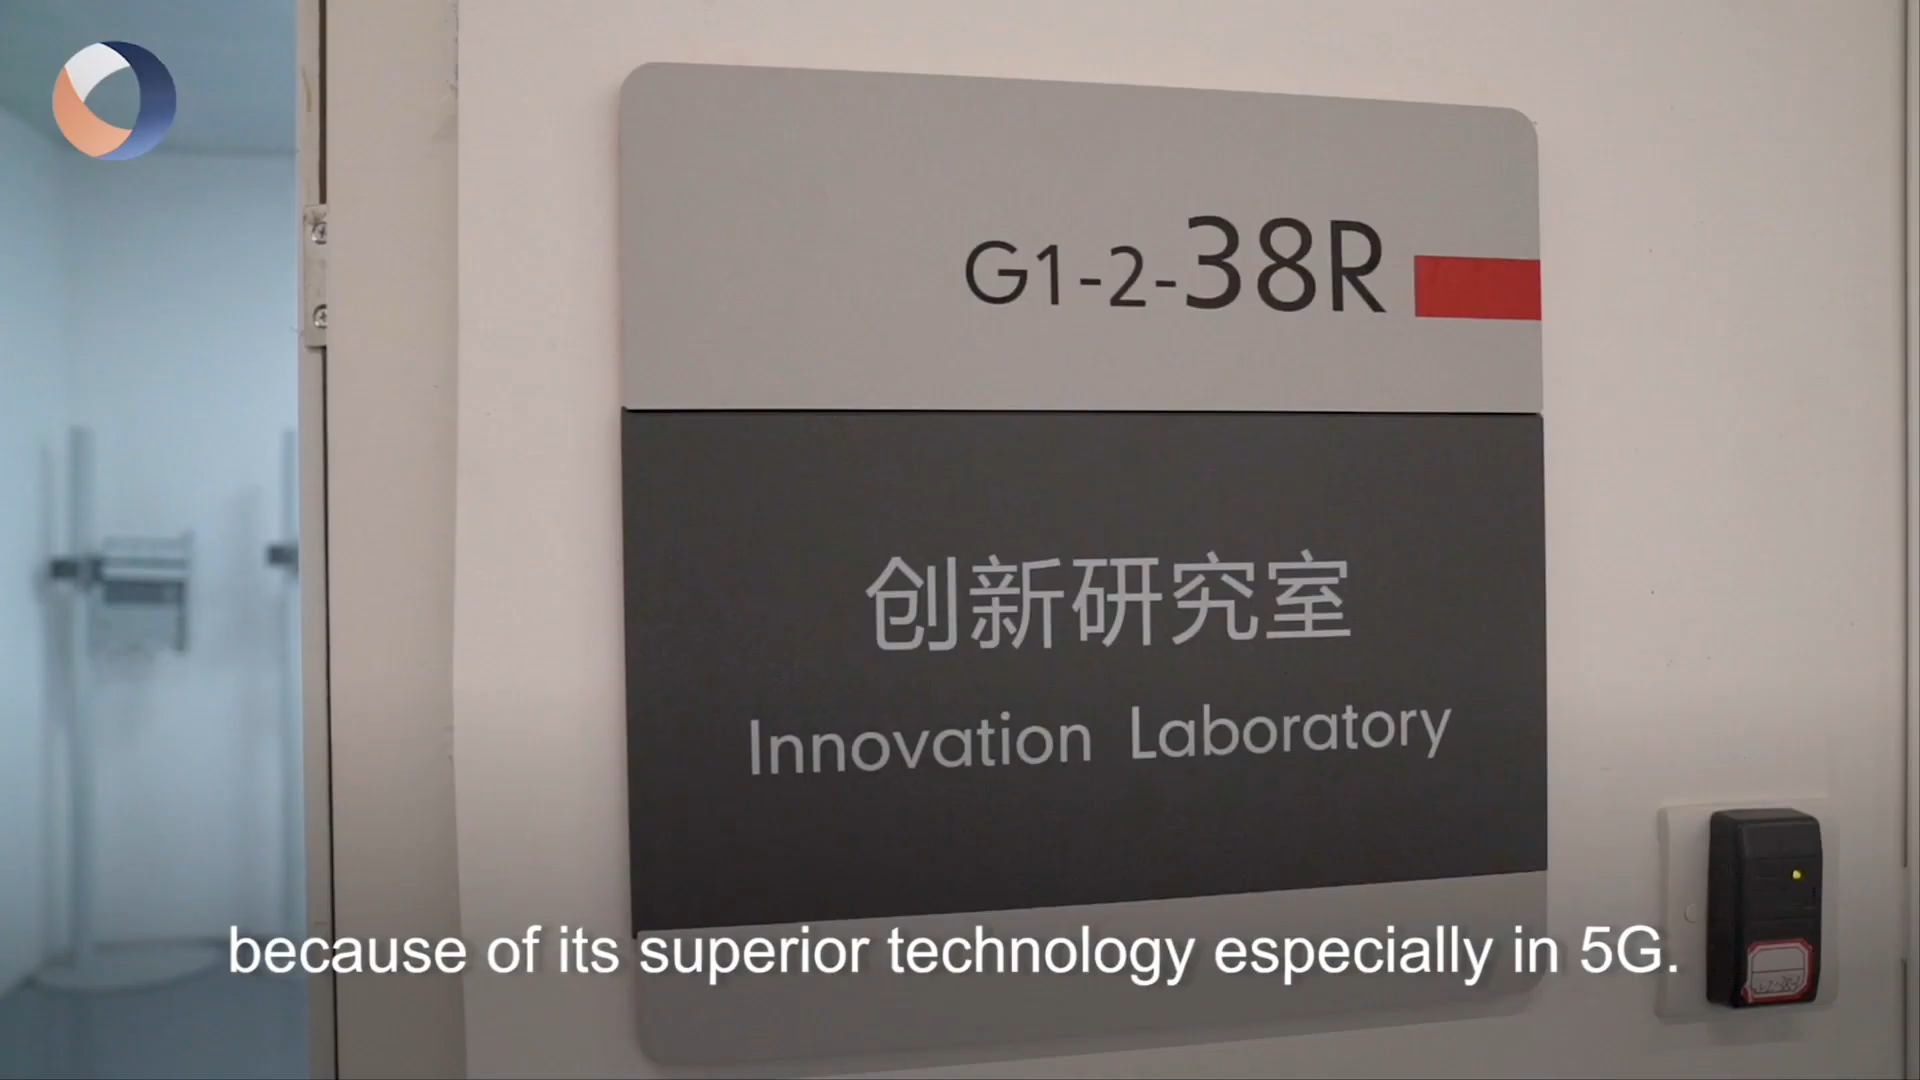 G1-2-38R
创新研究室
Innovation Laboratory
because of its superior technology especially in 5G.